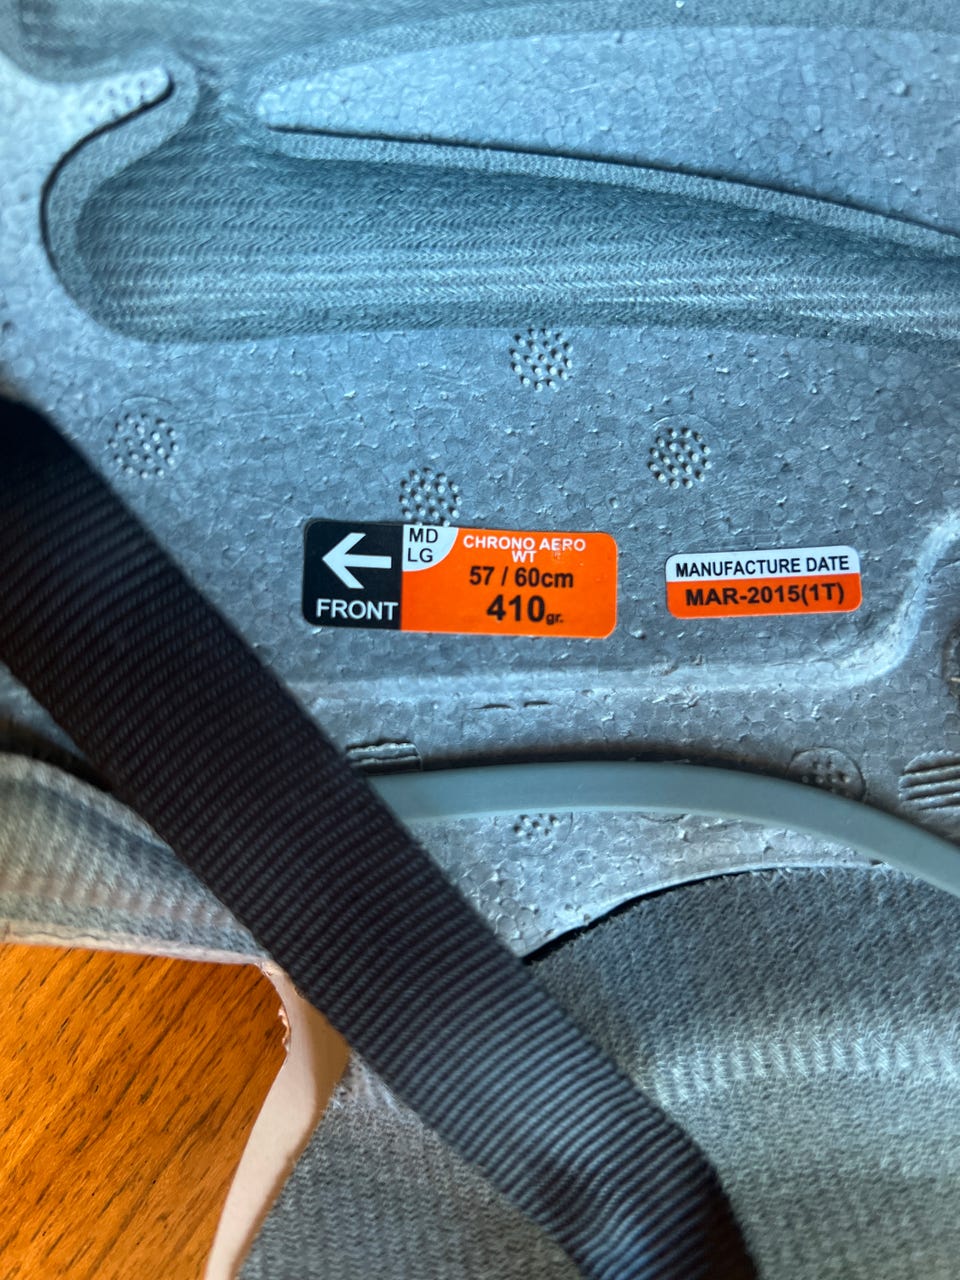 MD
LG
CHRONO AERO
WT
57 / 60cm
410gr.
FRONT
MANUFACTURE DATE
MAR-2015(1T)